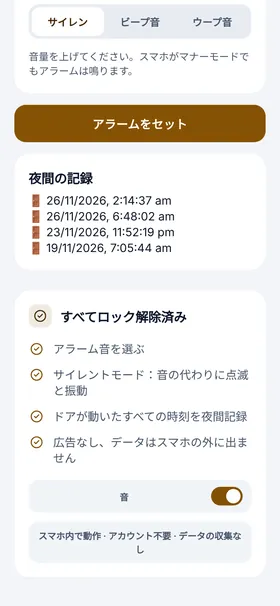 サイレン
ビープ音
ウープ音
音量を上げてください。スマホがマナーモードで
もアラームは鳴ります。
アラームをセット
夜間の記録
26/11/2026, 2:14:37 am
26/11/2026, 6:48:02 am
23/11/2026, 11:52:19 pm
19/11/2026, 7:05:44 am
すべてロック解除済み
アラーム音を選ぶ
サイレントモード：音の代わりに点滅
と振動
ドアが動いたすべての時刻を夜間記録
広告なし、データはスマホの外に出ま
せん
音
スマホ内で動作 · アカウント不要 · データの収集な
し